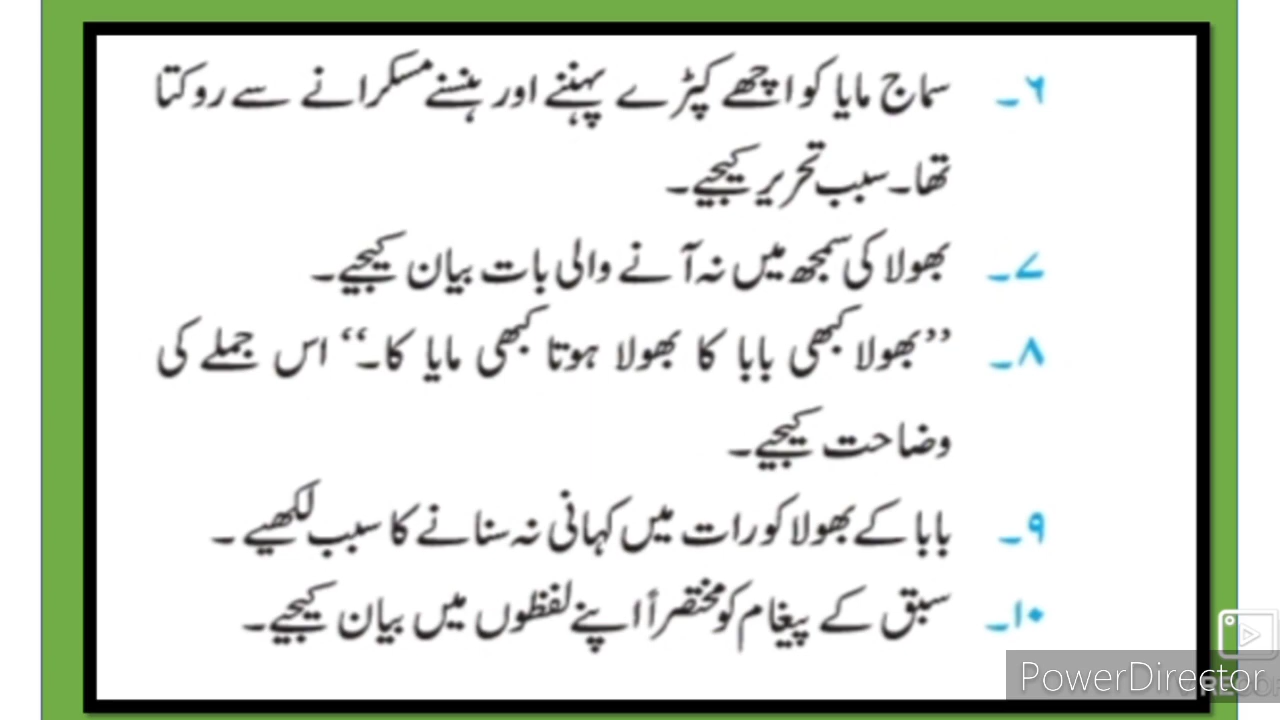 ۶۔ سماج مایا کو اچھے کپڑے پہننے اور ہنسنے مسکرانے سے روکتا
تھا۔ سبب تحریر کیجیے۔
۷۔ بھولا کی سمجھ میں نہ آنے والی بات بیان کیجیے۔
۸۔ ”بھولا کبھی بابا کا بھولا ہوتا کبھی مایا کا۔“ اس جملے کی
وضاحت کیجیے۔
۹۔ بابا کے بھولا کو رات میں کہانی نہ سنانے کا سبب لکھیے۔
۱۰۔ سبق کے پیغام کو مختصراً اپنے لفظوں میں بیان کیجیے۔
PowerDirector